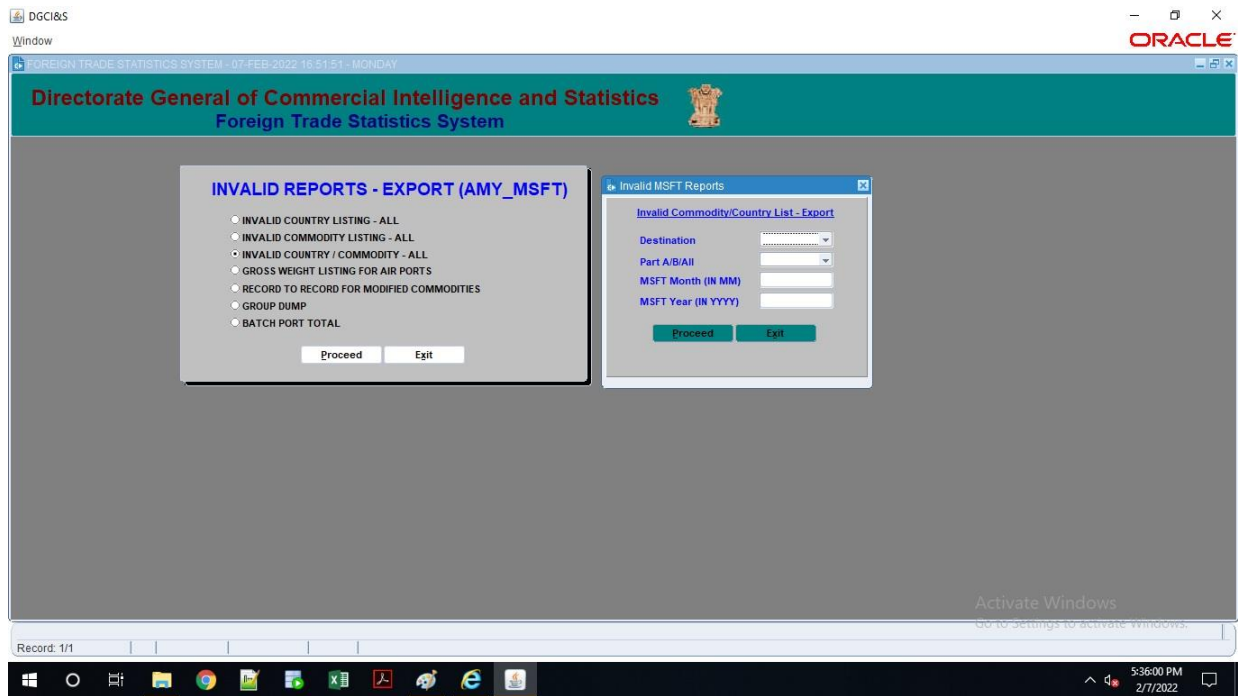 DGCI&S
Window
ORACLE
FOREIGN TRADE STATISTICS SYSTEM - 07-FEB-2022 16:51:51 - MONDAY
Directorate General of Commercial Intelligence and Statistics
Foreign Trade Statistics System
INVALID REPORTS - EXPORT (AMY_MSFT)
INVALID COUNTRY LISTING - ALL
INVALID COMMODITY LISTING - ALL
INVALID COUNTRY / COMMODITY - ALL
GROSS WEIGHT LISTING FOR AIR PORTS
RECORD TO RECORD FOR MODIFIED COMMODITIES
GROUP DUMP
BATCH PORT TOTAL
Proceed Exit
Invalid MSFT Reports
Invalid Commodity/Country List - Export
Destination
Part A/B/All
MSFT Month (IN MM)
MSFT Year (IN YYYY)
Proceed Exit
Activate Windows
Go to Settings to activate Windows.
Record: 1/1
5:36:00 PM
2/7/2022